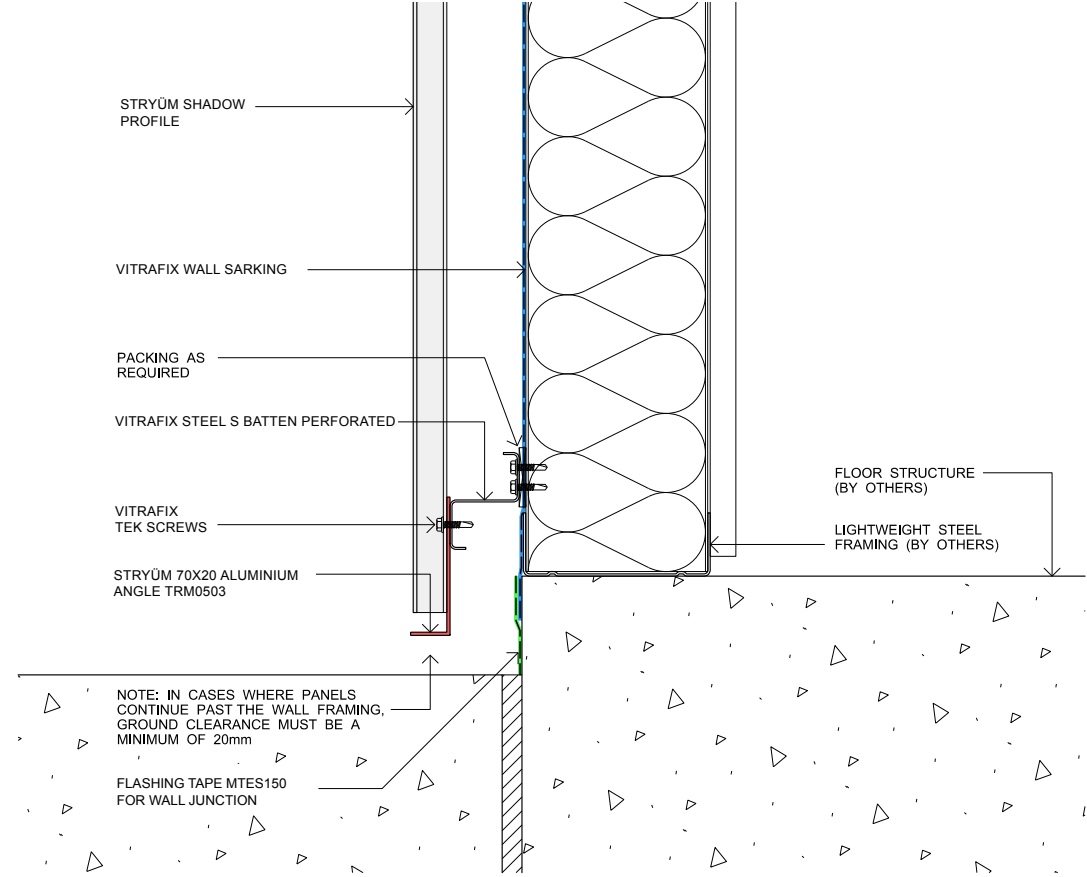 STRYÜM SHADOW
PROFILE
VITRAFIX WALL SARKING
PACKING AS
REQUIRED
VITRAFIX STEEL S BATTEN PERFORATED
VITRAFIX
TEK SCREWS
STRYÜM 70X20 ALUMINIUM
ANGLE TRM0503
NOTE: IN CASES WHERE PANELS
CONTINUE PAST THE WALL FRAMING,
GROUND CLEARANCE MUST BE A
MINIMUM OF 20mm
FLASHING TAPE MTES150
FOR WALL JUNCTION
FLOOR STRUCTURE
(BY OTHERS)
LIGHTWEIGHT STEEL
FRAMING (BY OTHERS)